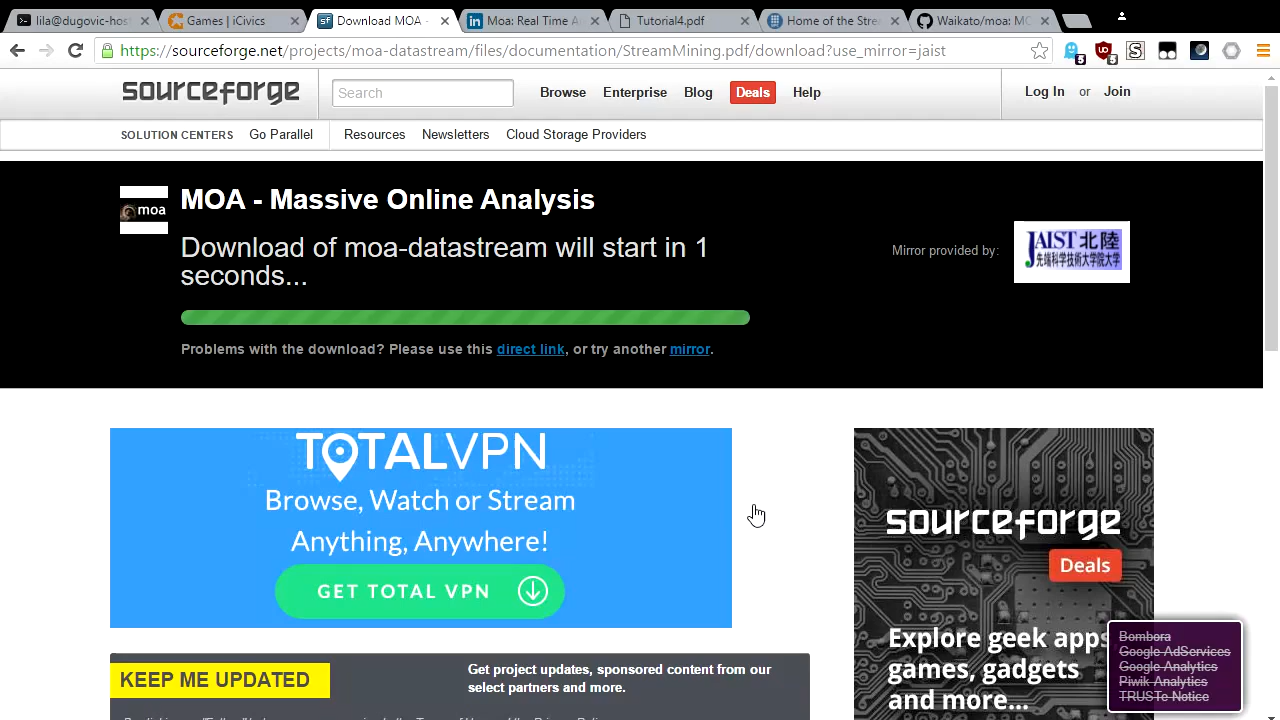 lila@dugovic-host
Games | iCivics
Download MOA -
Moa: Real Time A
Tutorial4.pdf
Home of the Stre
Waikato/moa: MO
https://sourceforge.net/projects/moa-datastream/files/documentation/StreamMining.pdf/download?use_mirror=jaist
sourceforge
Search
Browse Enterprise Blog Deals Help
Log In or Join
SOLUTION CENTERS Go Parallel Resources Newsletters Cloud Storage Providers
moa
MOA - Massive Online Analysis
Download of moa-datastream will start in 1
seconds...
Mirror provided by:
JAIST 北陸
先端科学技術大学院大学
Problems with the download? Please use this direct link, or try another mirror.
TOTALVPN
Browse, Watch or Stream
Anything, Anywhere!
GET TOTAL VPN
sourceforge
Deals
Explore geek apps
games, gadgets
and more...
KEEP ME UPDATED
Get project updates, sponsored content from our
select partners and more.
Bombora
Google AdServices
Google Analytics
Piwik Analytics
TRUSTe Notice